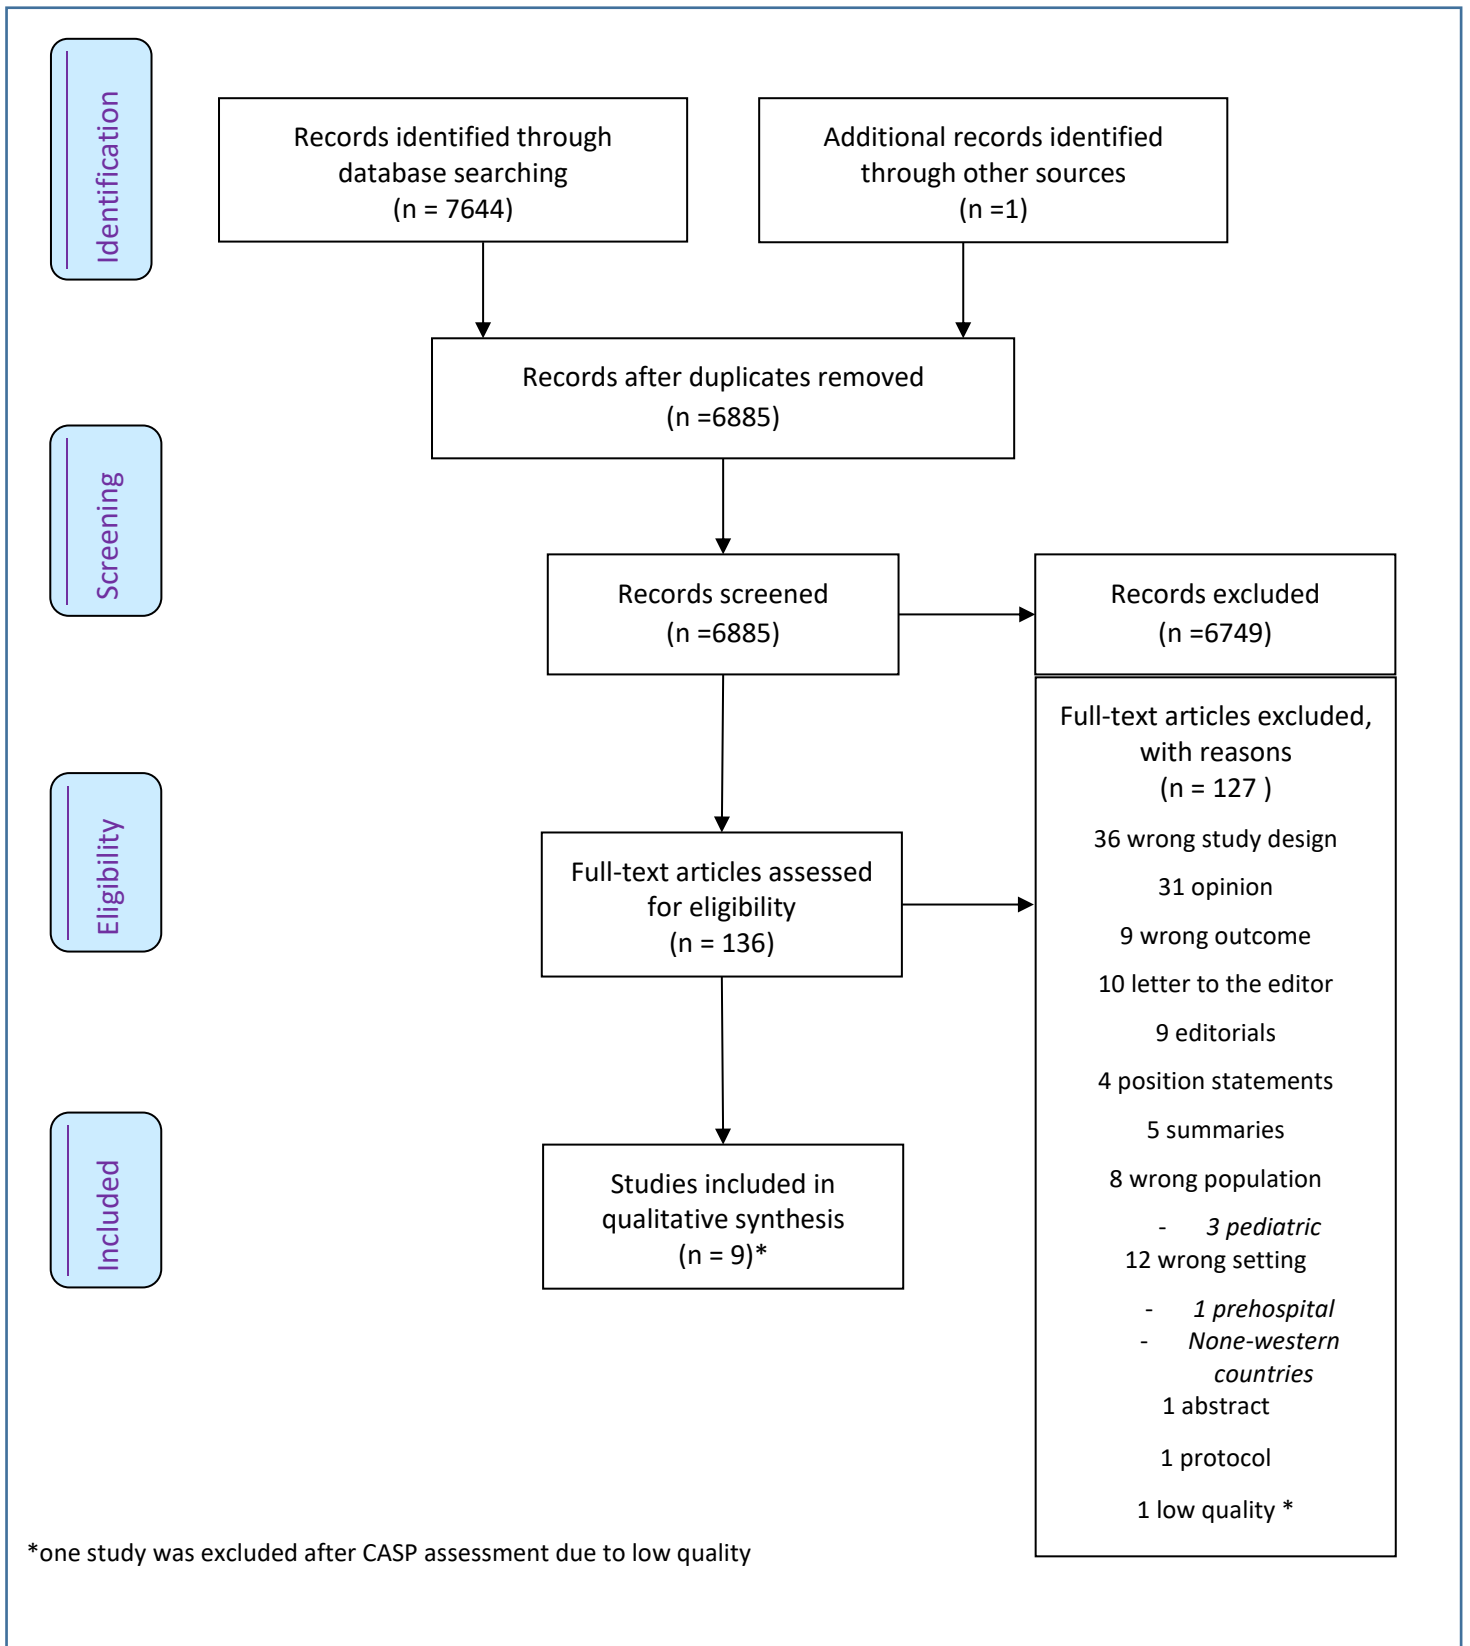 Identification
Records identified through
database searching
(n = 7644)
Additional records identified
through other sources
(n =1)
Records after duplicates removed
(n =6885)
Screening
Records screened
(n =6885)
Records excluded
(n =6749)
Full-text articles excluded,
with reasons
(n = 127 )
36 wrong study design
31 opinion
9 wrong outcome
10 letter to the editor
9 editorials
4 position statements
5 summaries
8 wrong population
- 3 pediatric
12 wrong setting
- 1 prehospital
- None-western
countries
1 abstract
1 protocol
1 low quality *
Eligibility
Full-text articles assessed
for eligibility
(n = 136)
Included
Studies included in
qualitative synthesis
(n = 9)*
*one study was excluded after CASP assessment due to low quality